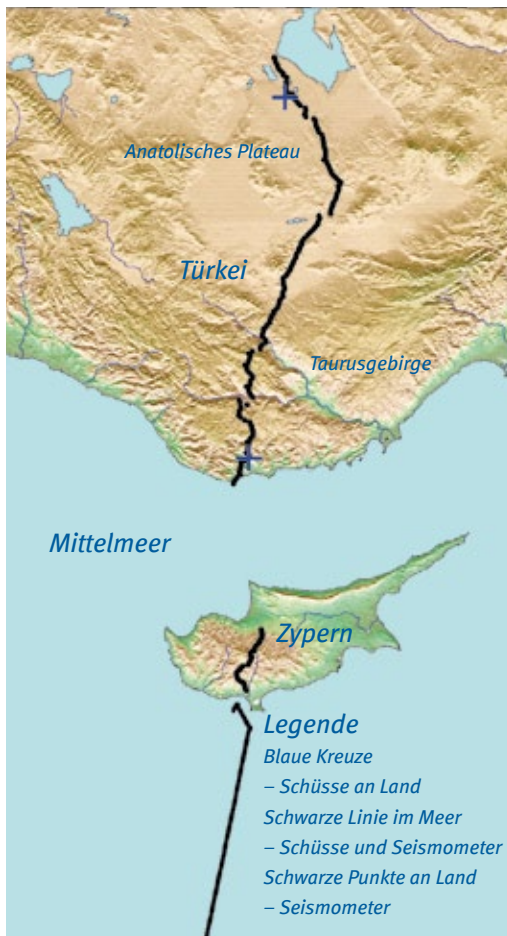 Anatolisches Plateau
Türkei
Taurusgebirge
Mittelmeer
Zypern
Legende
Blaue Kreuze
– Schüsse an Land
Schwarze Linie im Meer
– Schüsse und Seismometer
Schwarze Punkte an Land
– Seismometer